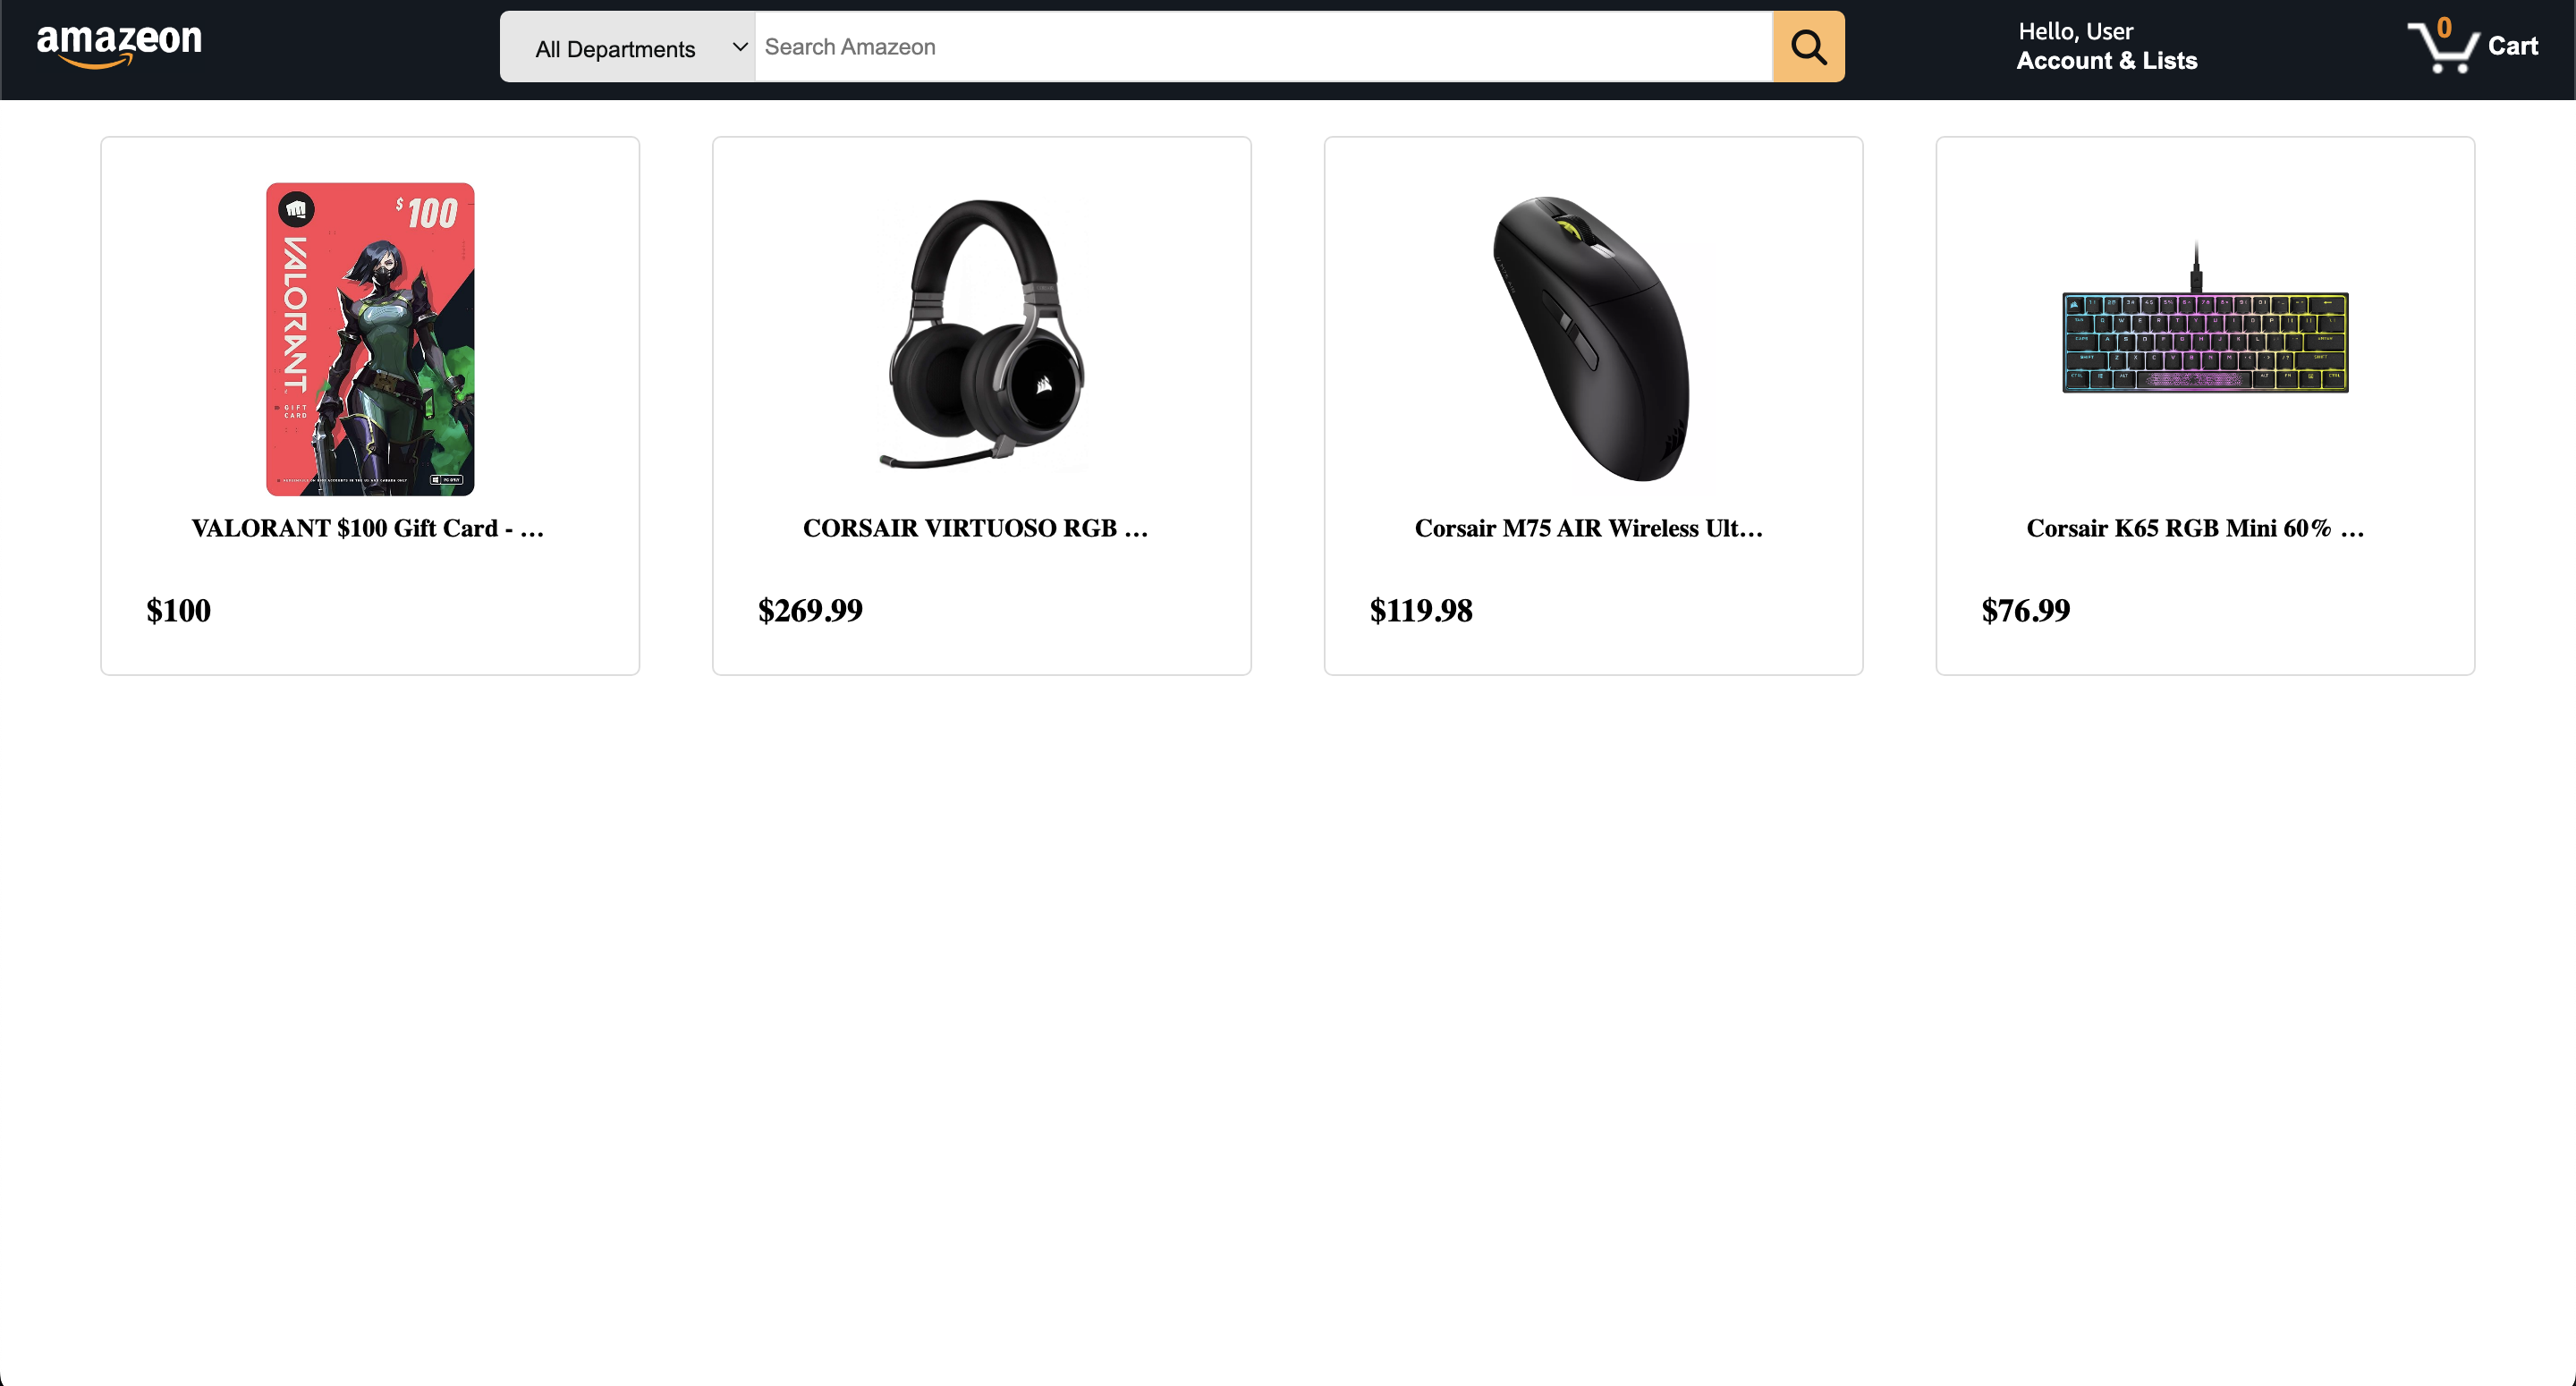 amazeon
All Departments
Search Amazeon
Hello, User
Account & Lists
0
Cart
$100
VALORANT
GIFT
CARD
PC ONLY
VALORANT $100 Gift Card - ...
$100
CORSAIR VIRTUOSO RGB ...
$269.99
Corsair M75 AIR Wireless Ult...
$119.98
Corsair K65 RGB Mini 60% ...
$76.99